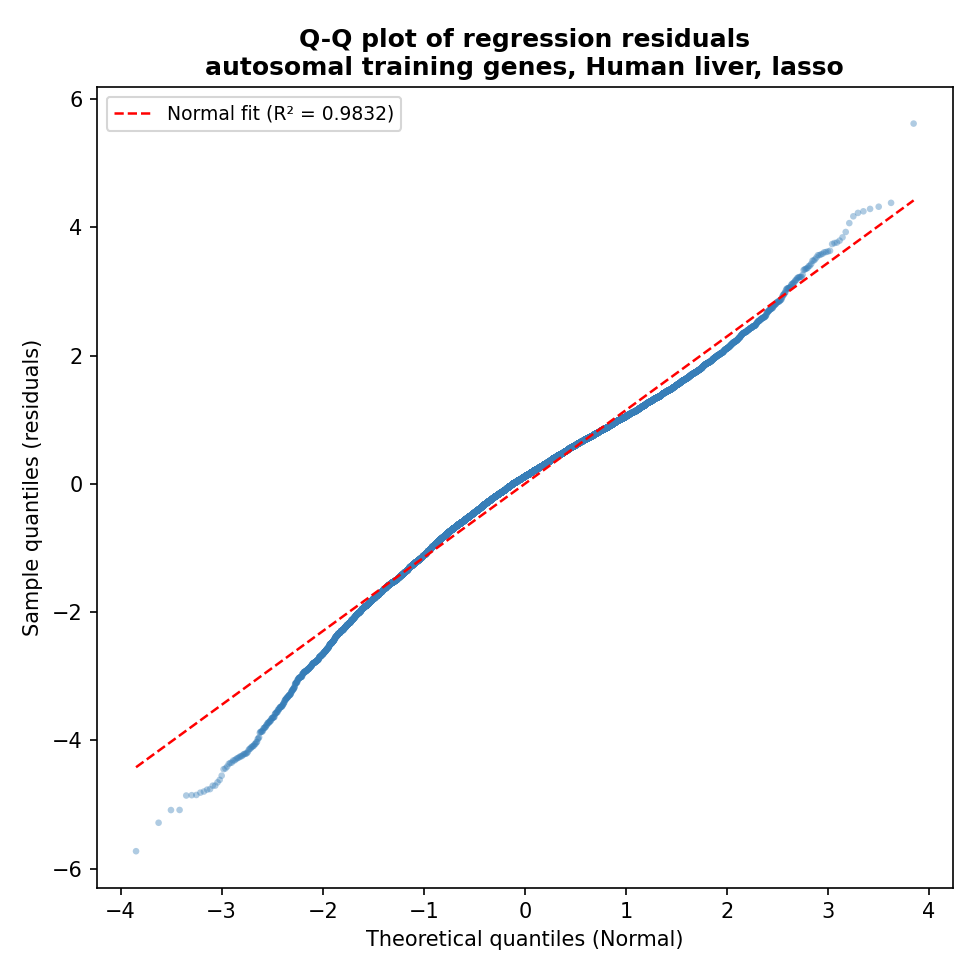 Q-Q plot of regression residuals
autosomal training genes, Human liver, lasso
Normal fit (R² = 0.9832)
Sample quantiles (residuals)
6
4
2
0
−2
−4
−6
−4 −3 −2 −1 0 1 2 3 4
Theoretical quantiles (Normal)